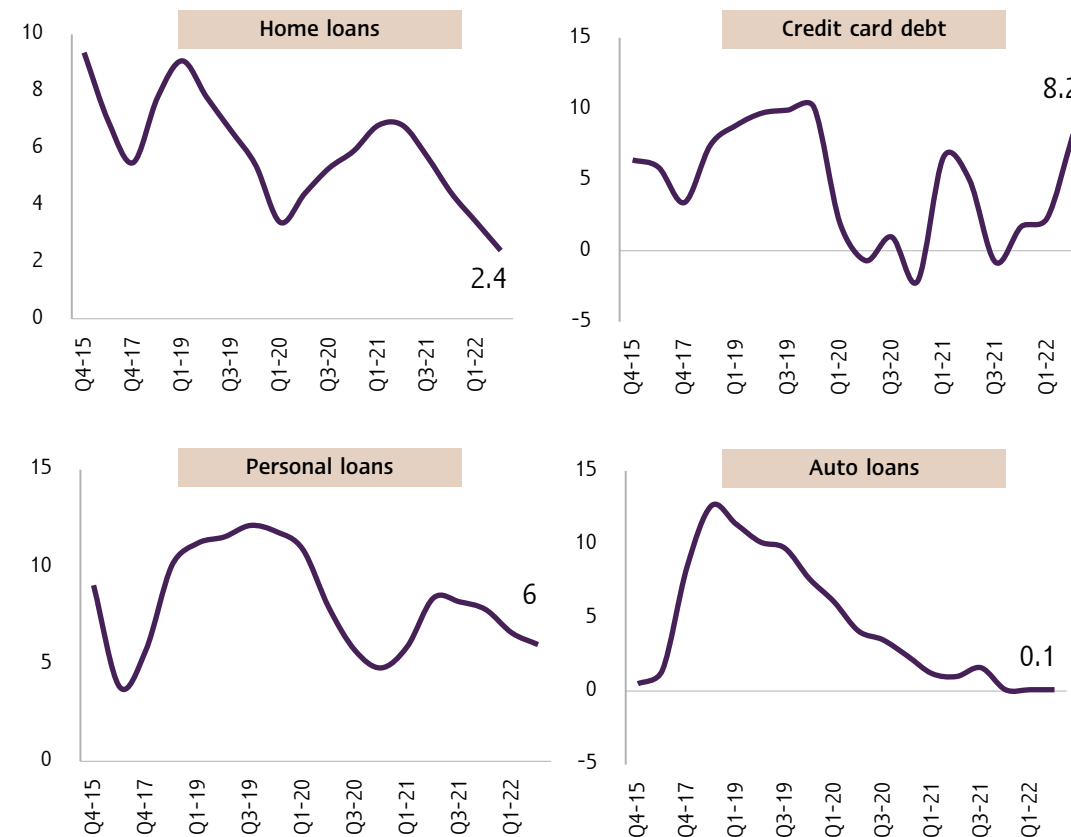 Home loans
10
8
6
4
2
0
2.4
Q4-15
Q4-17
Q1-19
Q3-19
Q1-20
Q3-20
Q1-21
Q3-21
Q1-22
Credit card debt
15
10
5
0
-5
8.2
Q4-15
Q4-17
Q1-19
Q3-19
Q1-20
Q3-20
Q1-21
Q3-21
Q1-22
Personal loans
15
10
5
0
6
Q4-15
Q4-17
Q1-19
Q3-19
Q1-20
Q3-20
Q1-21
Q3-21
Q1-22
Auto loans
15
10
5
0
-5
0.1
Q4-15
Q4-17
Q1-19
Q3-19
Q1-20
Q3-20
Q1-21
Q3-21
Q1-22